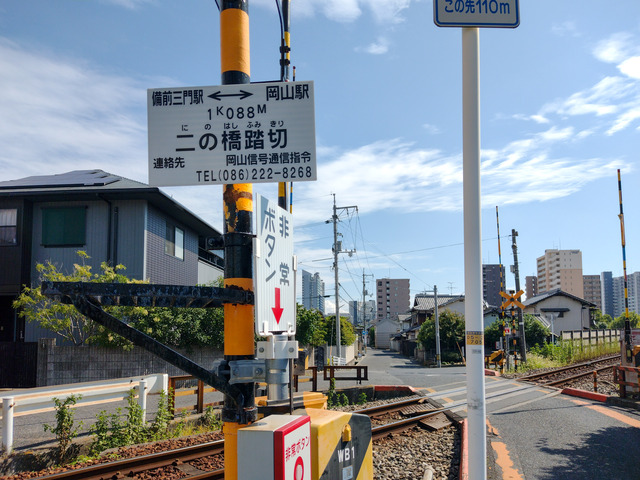 この先110m
備前三門駅 ⟷ 岡山駅
1K088M
にのはしふみきり
二の橋踏切
連絡先 岡山信号通信指令
TEL(086)222-8268
非常ボタン
非常ボタン
WB1